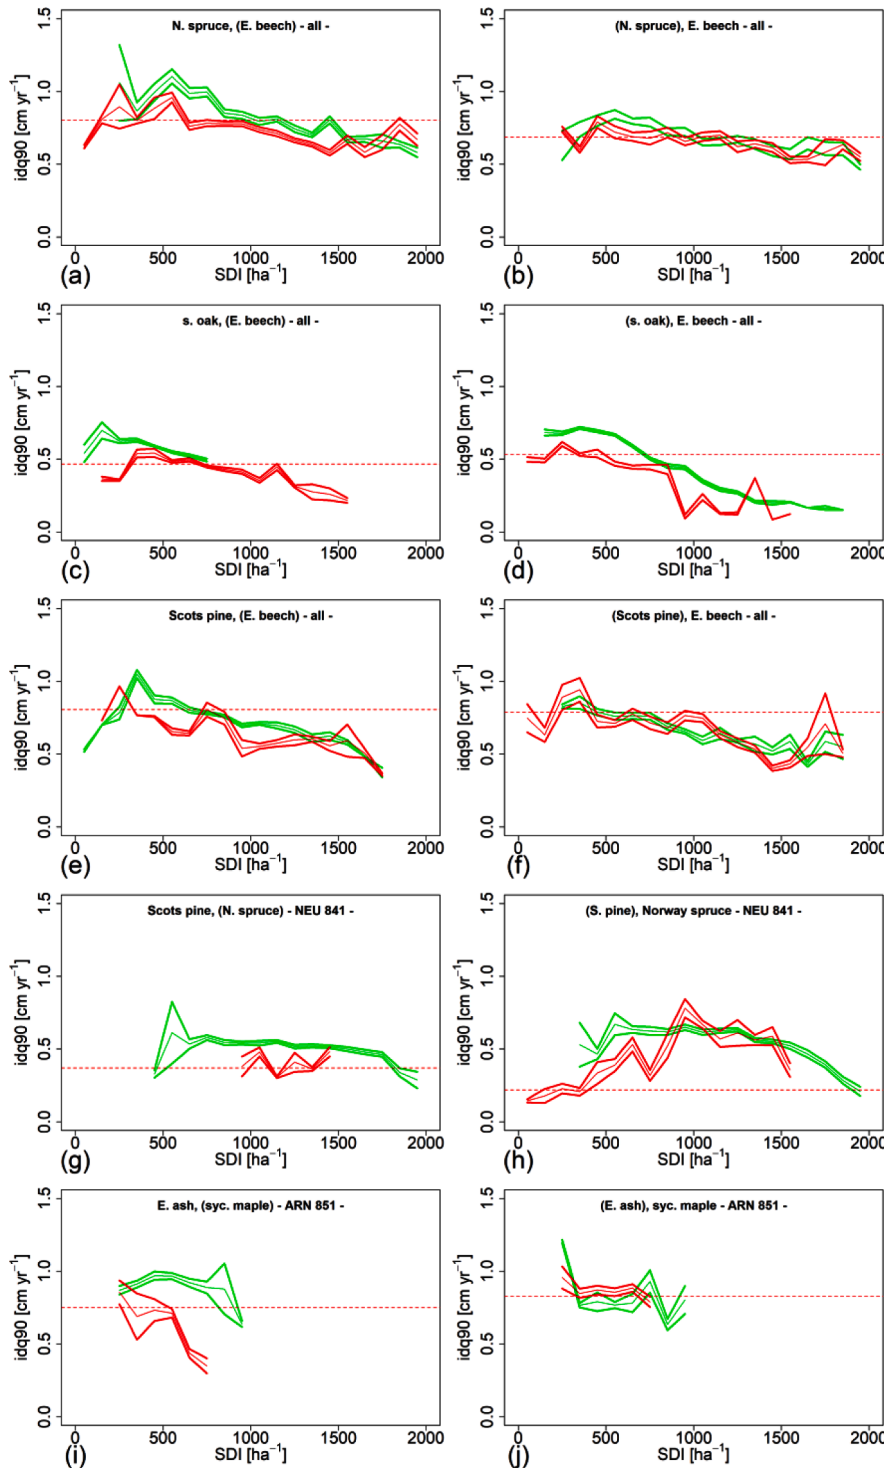 N. spruce, (E. beech) - all -
idq90 [cm yr⁻¹]
0.0 0.5 1.0 1.5
0 500 1000 1500 2000
SDI [ha⁻¹]
(a)
(N. spruce), E. beech - all -
idq90 [cm yr⁻¹]
0.0 0.5 1.0 1.5
0 500 1000 1500 2000
SDI [ha⁻¹]
(b)
s. oak, (E. beech) - all -
idq90 [cm yr⁻¹]
0.0 0.5 1.0 1.5
0 500 1000 1500 2000
SDI [ha⁻¹]
(c)
(s. oak), E. beech - all -
idq90 [cm yr⁻¹]
0.0 0.5 1.0 1.5
0 500 1000 1500 2000
SDI [ha⁻¹]
(d)
Scots pine, (E. beech) - all -
idq90 [cm yr⁻¹]
0.0 0.5 1.0 1.5
0 500 1000 1500 2000
SDI [ha⁻¹]
(e)
(Scots pine), E. beech - all -
idq90 [cm yr⁻¹]
0.0 0.5 1.0 1.5
0 500 1000 1500 2000
SDI [ha⁻¹]
(f)
Scots pine, (N. spruce) - NEU 841 -
idq90 [cm yr⁻¹]
0.0 0.5 1.0 1.5
0 500 1000 1500 2000
SDI [ha⁻¹]
(g)
(S. pine), Norway spruce - NEU 841 -
idq90 [cm yr⁻¹]
0.0 0.5 1.0 1.5
0 500 1000 1500 2000
SDI [ha⁻¹]
(h)
E. ash, (syc. maple) - ARN 851 -
idq90 [cm yr⁻¹]
0.0 0.5 1.0 1.5
0 500 1000 1500 2000
SDI [ha⁻¹]
(i)
(E. ash), syc. maple - ARN 851 -
idq90 [cm yr⁻¹]
0.0 0.5 1.0 1.5
0 500 1000 1500 2000
SDI [ha⁻¹]
(j)